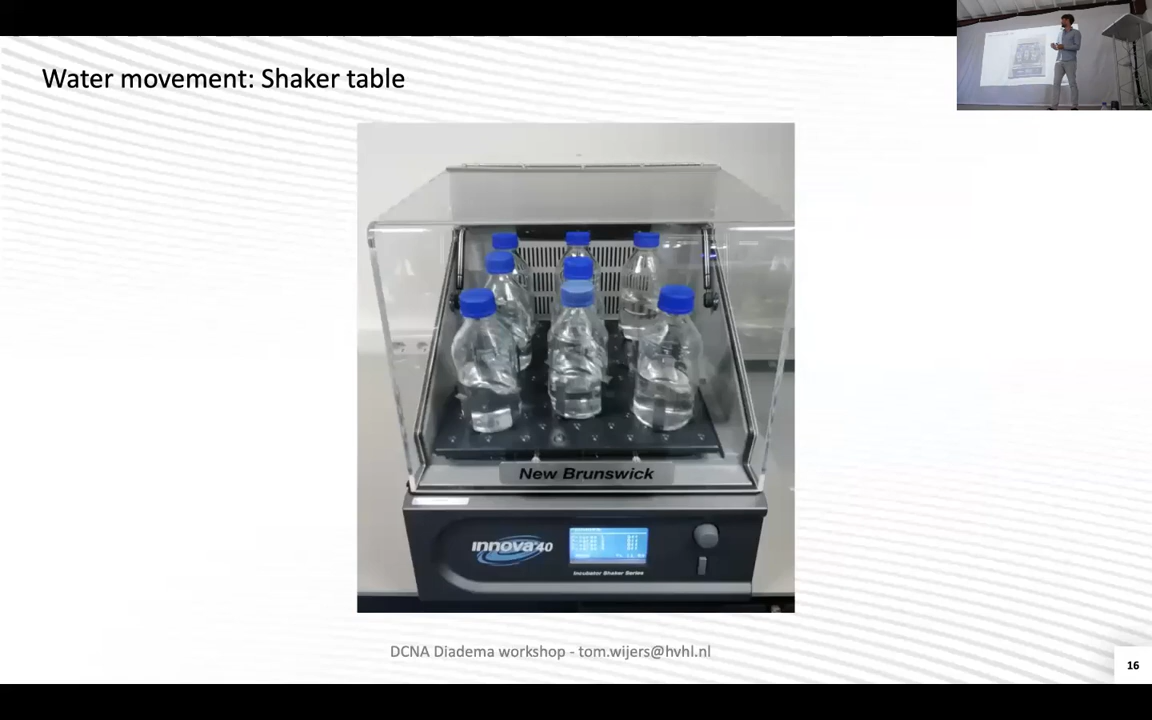 Water movement: Shaker table
New Brunswick
innova 40
Incubator Shaker Series
DCNA Diadema workshop - tom.wijers@hvhl.nl
16